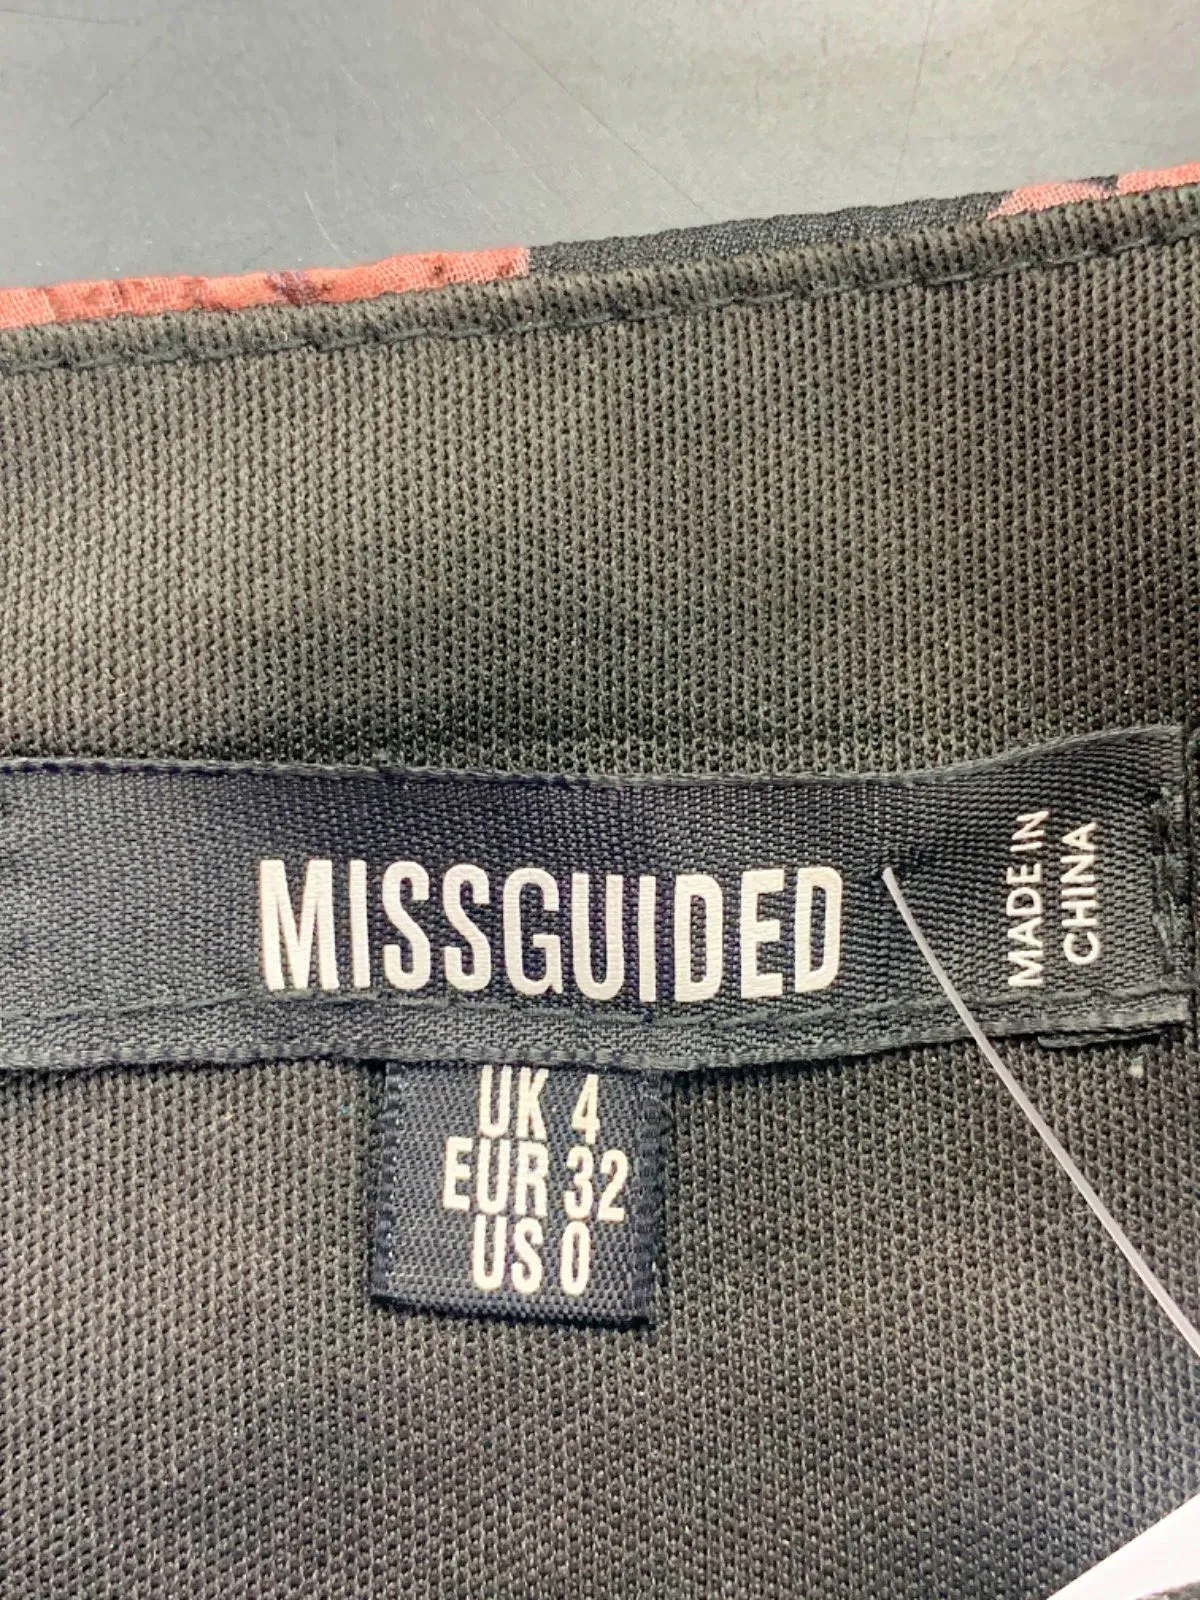 MISSGUIDED
MADE IN
CHINA
UK 4
EUR 32
US 0